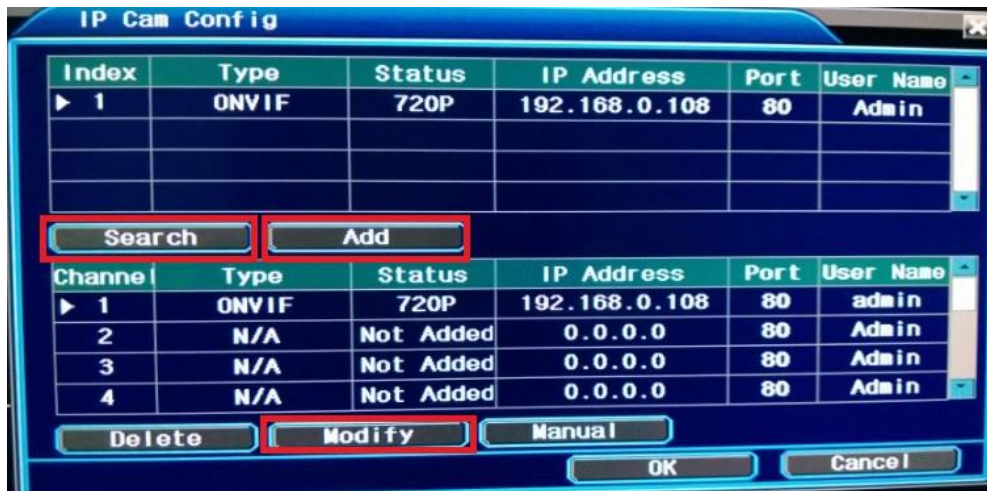 IP Cam Config
Index Type Status IP Address Port User Name
1 ONVIF 720P 192.168.0.108 80 Admin
Search Add
Channel Type Status IP Address Port User Name
1 ONVIF 720P 192.168.0.108 80 admin
2 N/A Not Added 0.0.0.0 80 Admin
3 N/A Not Added 0.0.0.0 80 Admin
4 N/A Not Added 0.0.0.0 80 Admin
Delete Modify Manual
OK Cancel